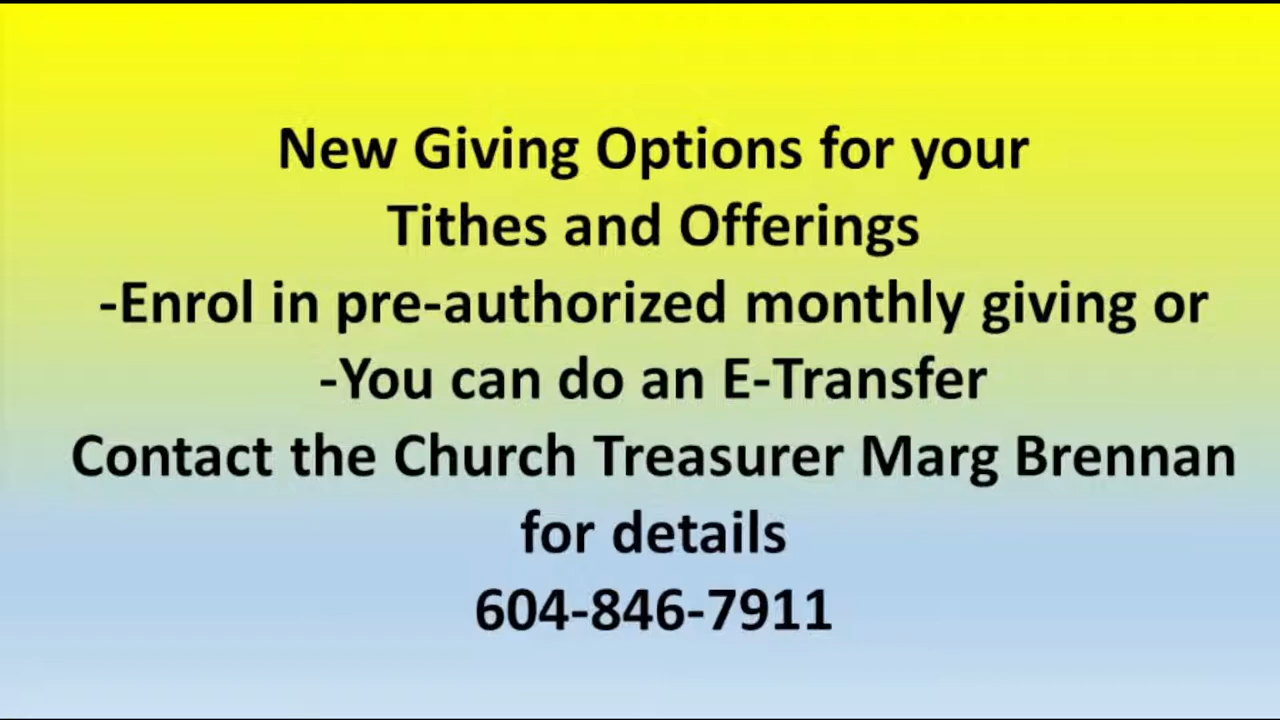 New Giving Options for your
Tithes and Offerings
-Enrol in pre-authorized monthly giving or
-You can do an E-Transfer
Contact the Church Treasurer Marg Brennan
for details
604-846-7911